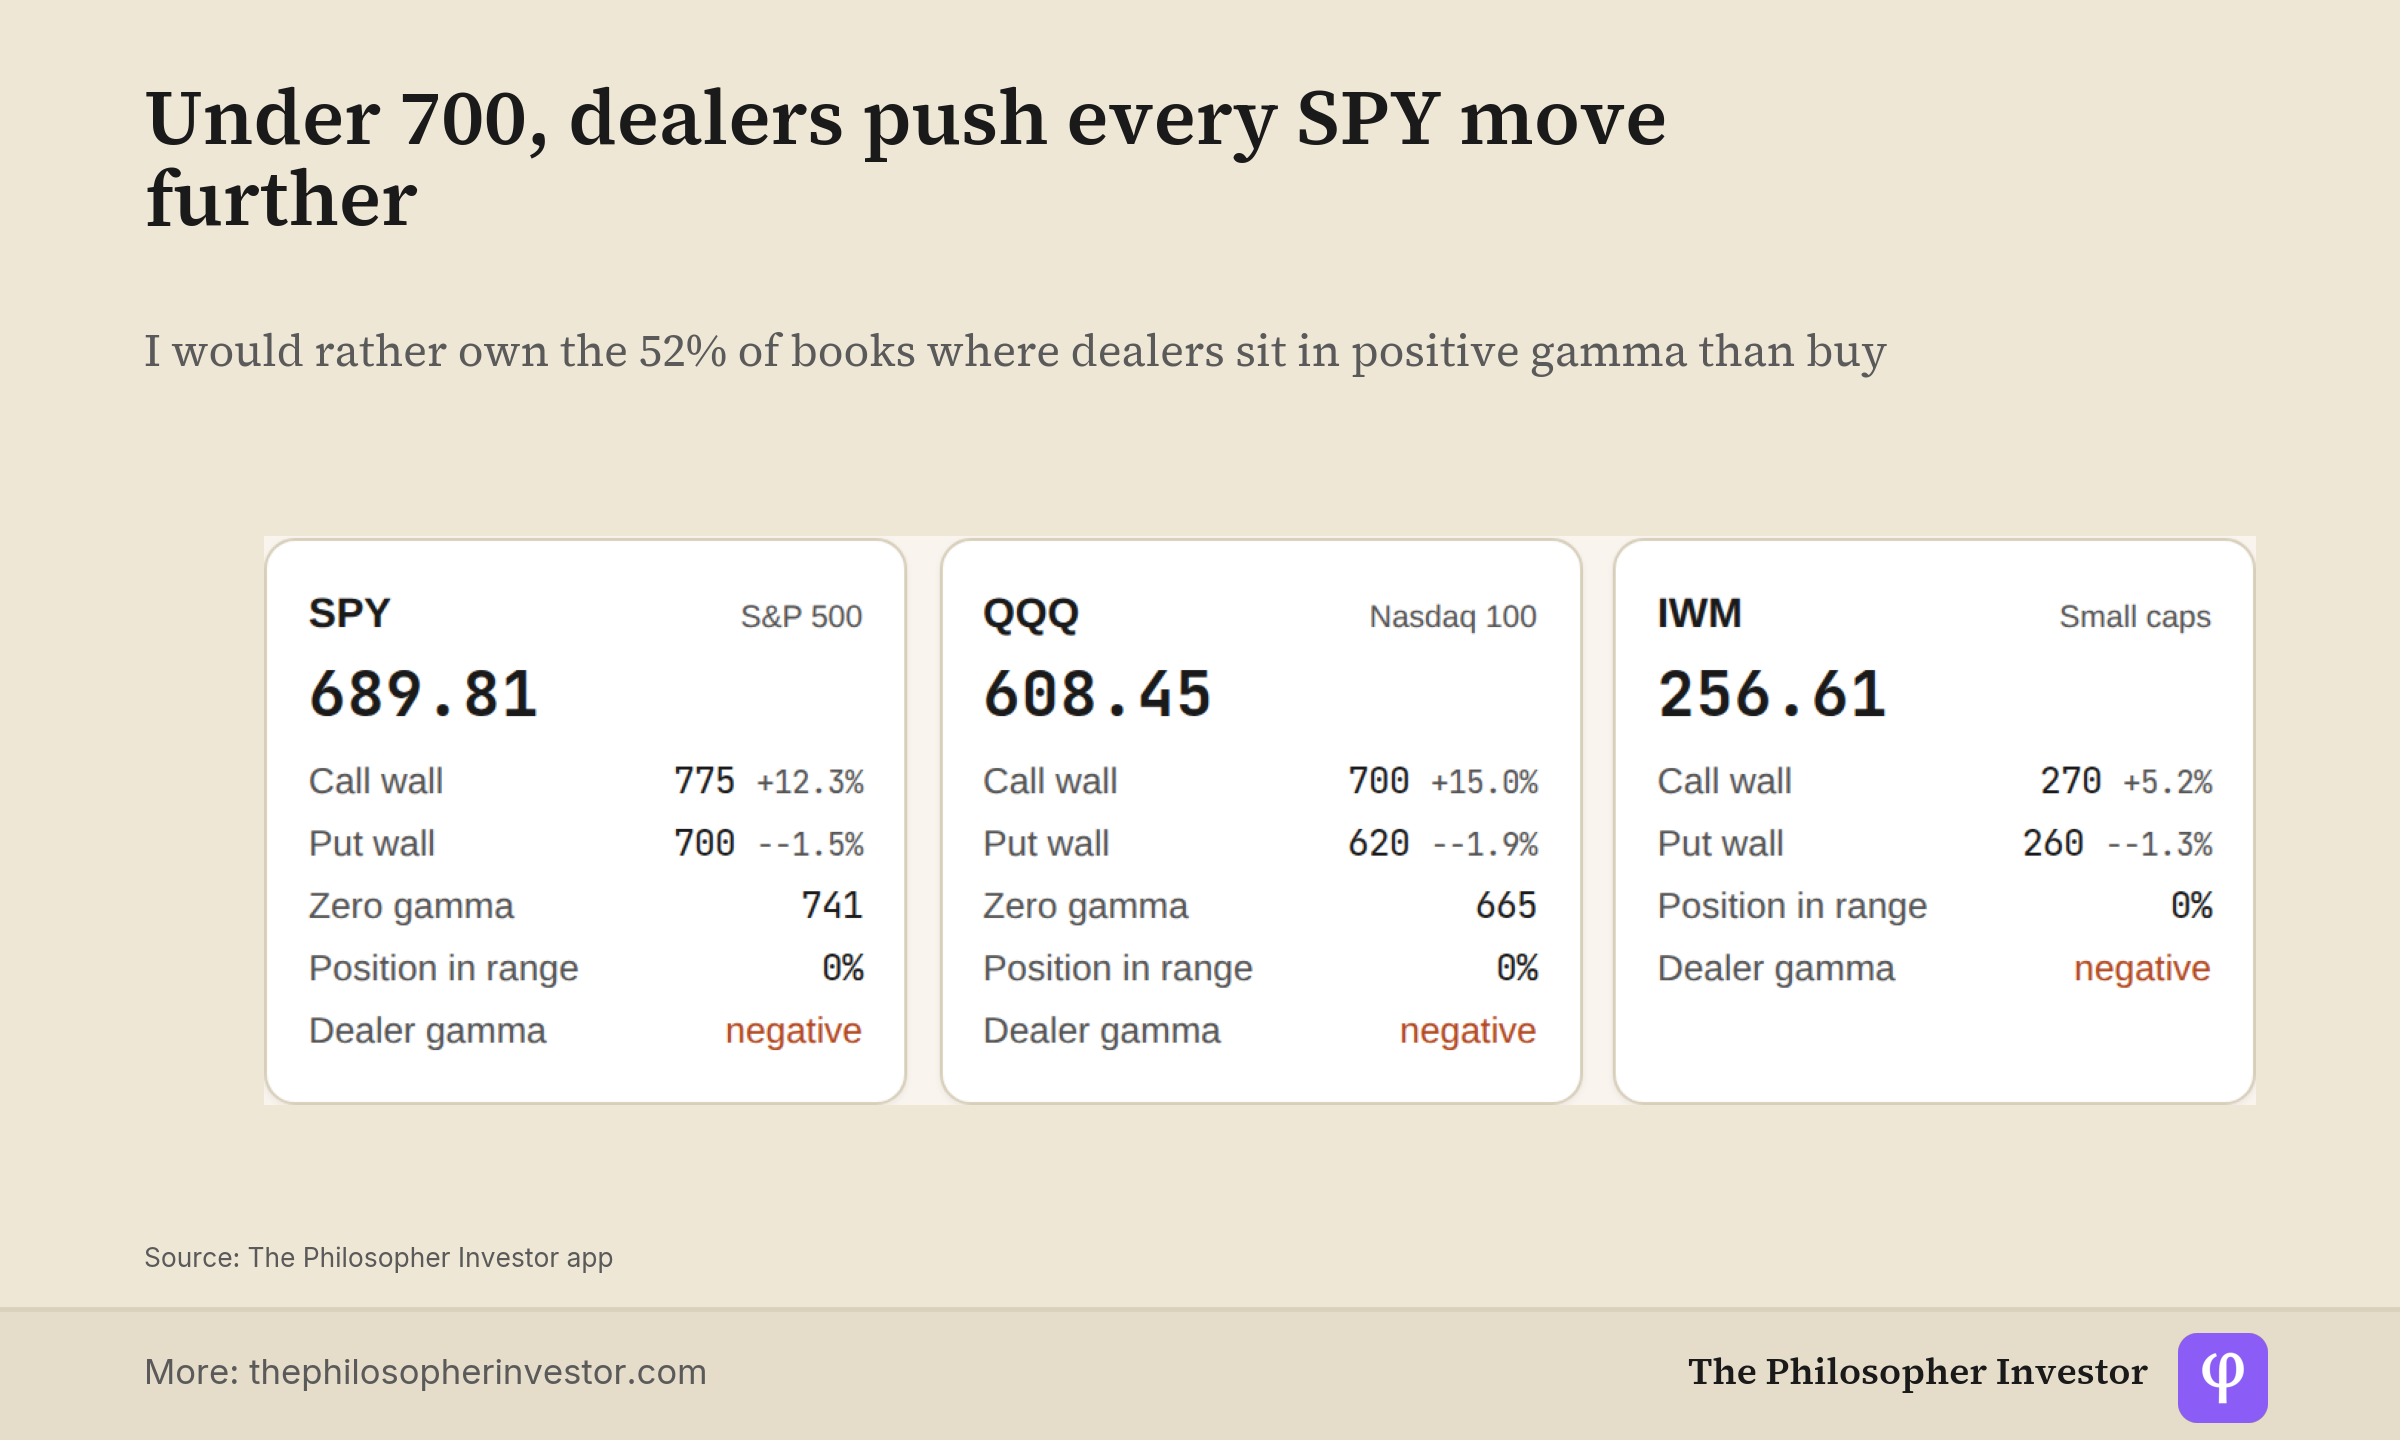 Under 700, dealers push every SPY move
further
I would rather own the 52% of books where dealers sit in positive gamma than buy
SPY S&P 500
689.81
Call wall 775 +12.3%
Put wall 700 --1.5%
Zero gamma 741
Position in range 0%
Dealer gamma negative
QQQ Nasdaq 100
608.45
Call wall 700 +15.0%
Put wall 620 --1.9%
Zero gamma 665
Position in range 0%
Dealer gamma negative
IWM Small caps
256.61
Call wall 270 +5.2%
Put wall 260 --1.3%
Position in range 0%
Dealer gamma negative
Source: The Philosopher Investor app
More: thephilosopherinvestor.com
The Philosopher Investor φ